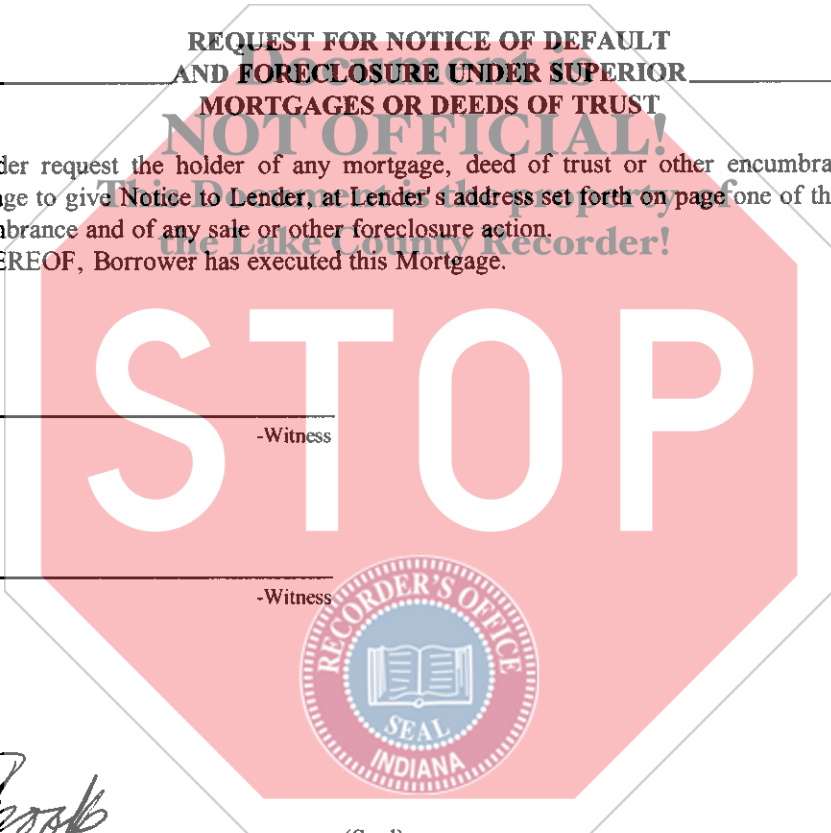 REQUEST FOR NOTICE OF DEFAULT
Document is
AND FORECLOSURE UNDER SUPERIOR
MORTGAGES OR DEEDS OF TRUST
NOT OFFICIAL!
der request the holder of any mortgage, deed of trust or other encumbra
ge to give Notice to Lender, at Lender's address set forth on page one of th
This Document is the property of
brance and of any sale or other foreclosure action.
the Lake County Recorder!
EREOF, Borrower has executed this Mortgage.
STOP
-Witness
-Witness
RECORDER'S OFFICE
SEAL
INDIANA